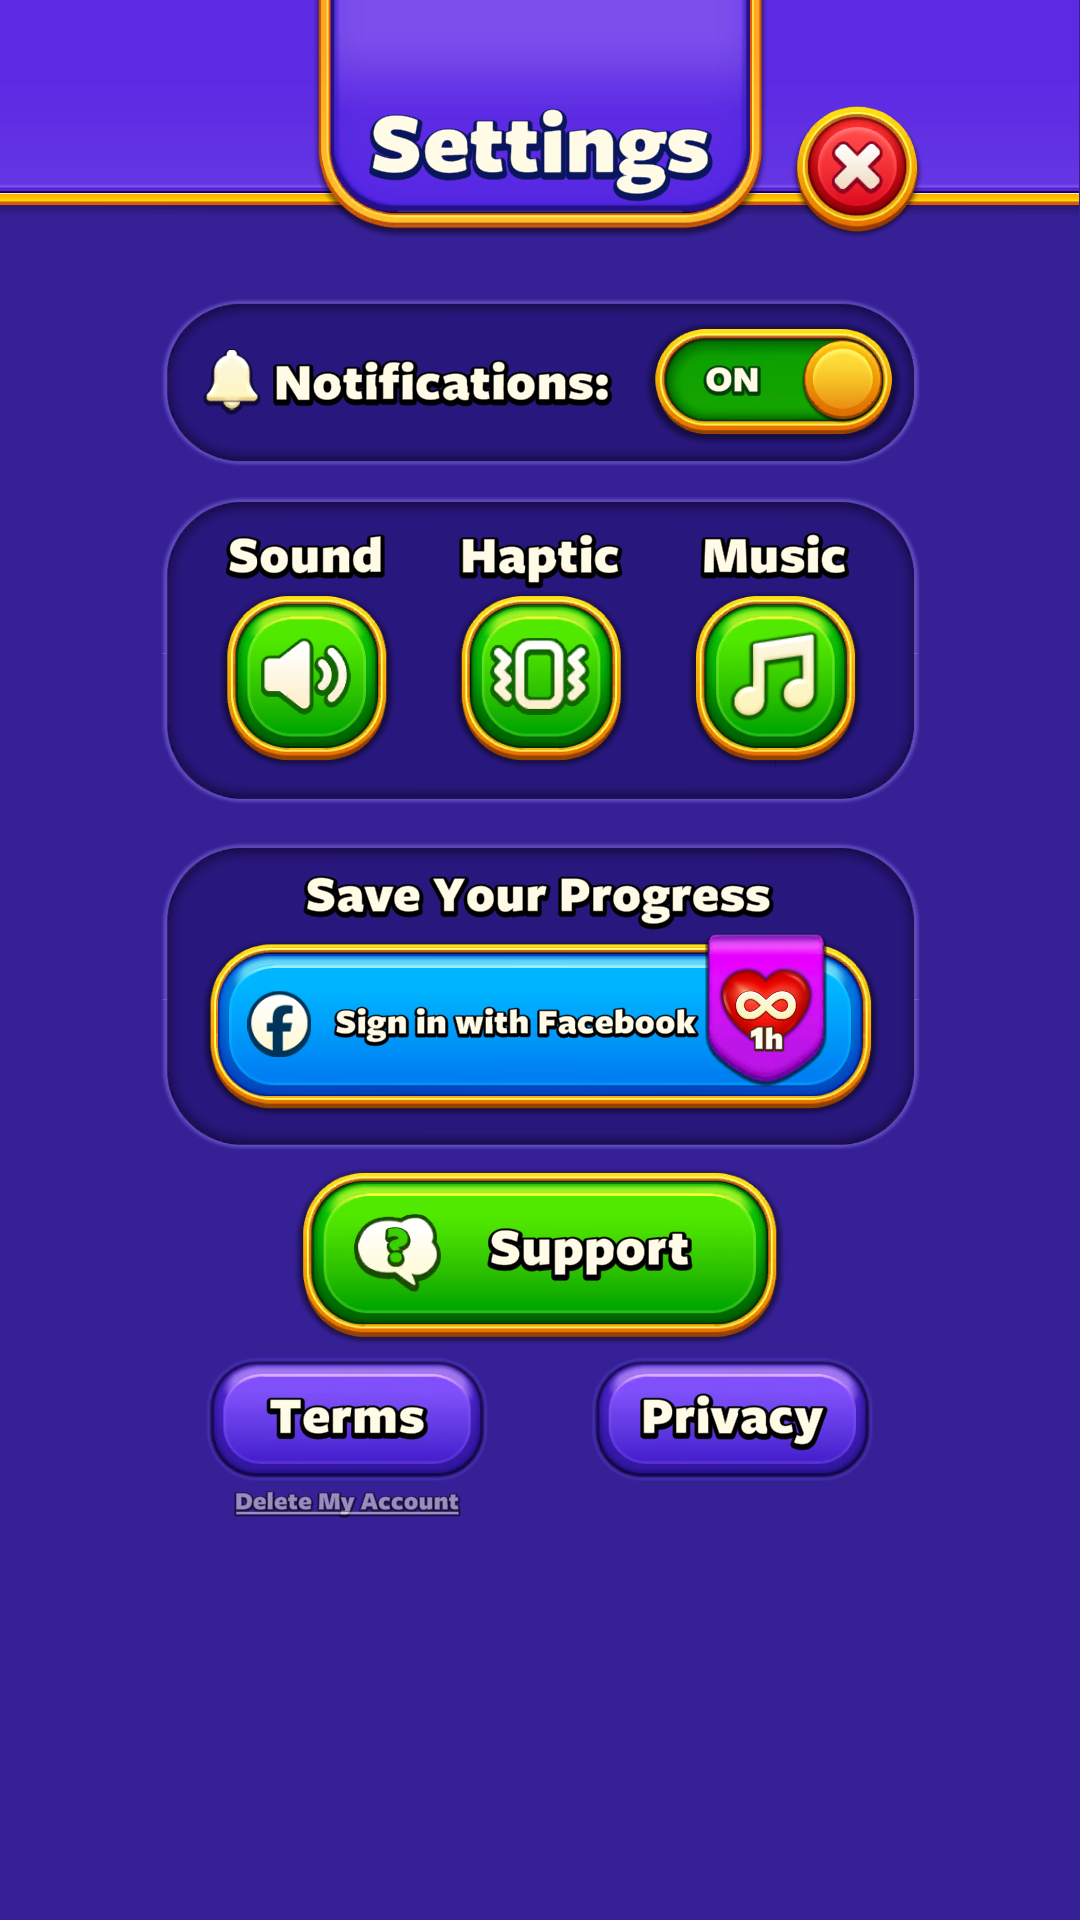 Settings
Notifications:
ON
Sound
Haptic
Music
Save Your Progress
Sign in with Facebook
1h
Support
Terms
Privacy
Delete My Account